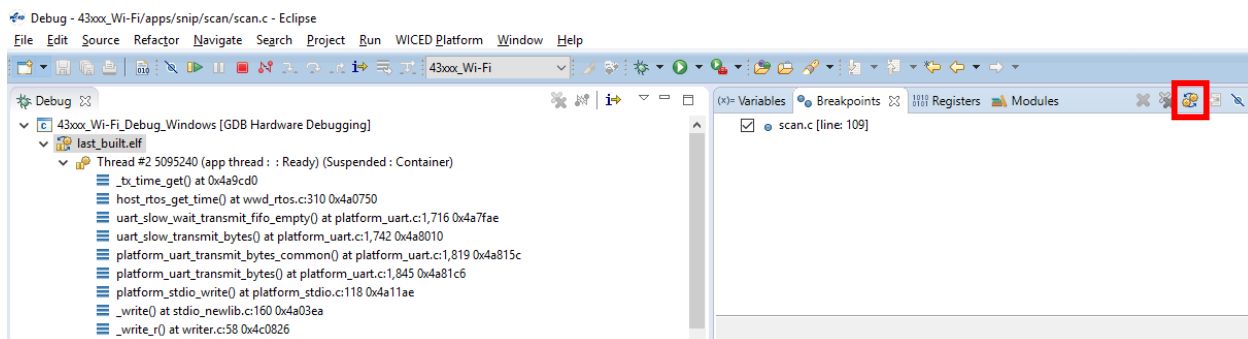 Debug - 43xxx_Wi-Fi/apps/snip/scan/scan.c - Eclipse
File Edit Source Refactor Navigate Search Project Run WICED Platform Window Help
010 43xxx_Wi-Fi
Debug (x)= Variables Breakpoints 1010 0101 Registers Modules
43xxx_Wi-Fi_Debug_Windows [GDB Hardware Debugging] scan.c [line: 109]
last_built.elf
Thread #2 5095240 (app thread : : Ready) (Suspended : Container)
_tx_time_get() at 0x4a9cd0
host_rtos_get_time() at wwd_rtos.c:310 0x4a0750
uart_slow_wait_transmit_fifo_empty() at platform_uart.c:1,716 0x4a7fae
uart_slow_transmit_bytes() at platform_uart.c:1,742 0x4a8010
platform_uart_transmit_bytes_common() at platform_uart.c:1,819 0x4a815c
platform_uart_transmit_bytes() at platform_uart.c:1,845 0x4a81c6
platform_stdio_write() at platform_stdio.c:118 0x4a11ae
_write() at stdio_newlib.c:160 0x4a03ea
_write_r() at writer.c:58 0x4c0826